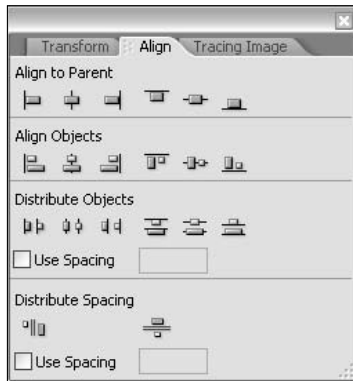 Transform Align Tracing Image
Align to Parent
Align Objects
Distribute Objects
Use Spacing
Distribute Spacing
Use Spacing